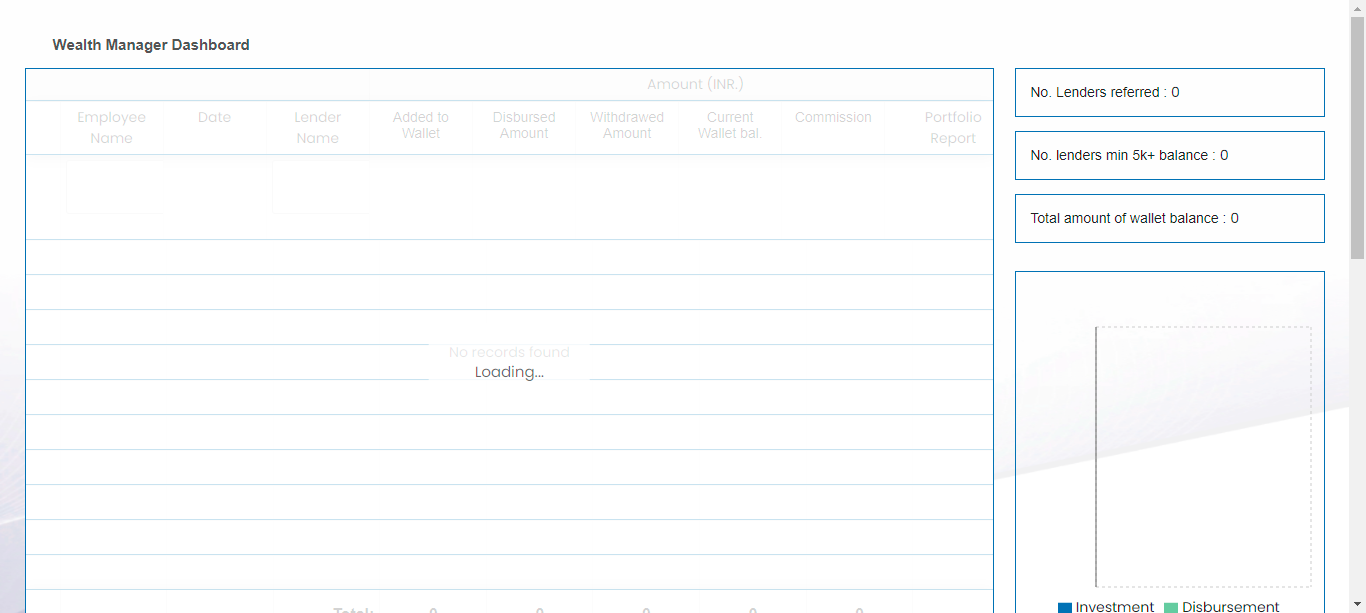 Wealth Manager Dashboard
Amount (INR.)
Employee Name
Date
Lender Name
Added to Wallet
Disbursed Amount
Withdrawed Amount
Current Wallet bal.
Commission
Portfolio Report
No records found
Loading...
Total: 0 0 0 0 0
No. Lenders referred : 0
No. lenders min 5k+ balance : 0
Total amount of wallet balance : 0
Investment Disbursement